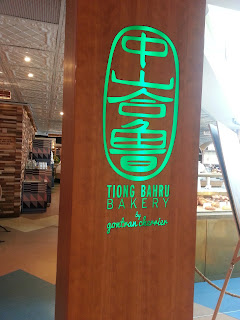 中
峇
魯
TIONG BAHRU
BAKERY
by
gontran cherrier